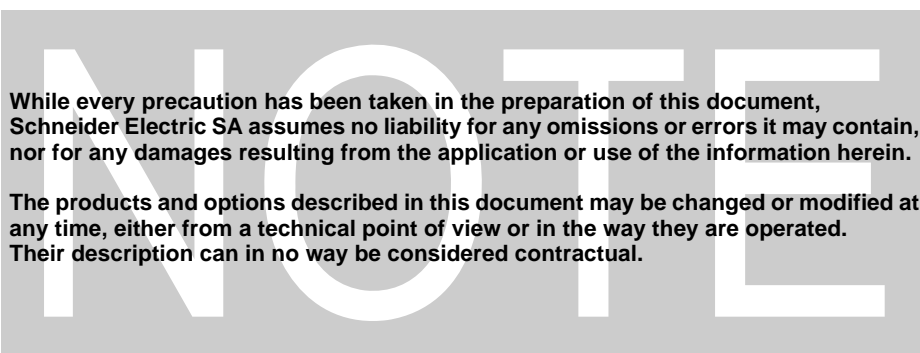 NOTE
While every precaution has been taken in the preparation of this document,
Schneider Electric SA assumes no liability for any omissions or errors it may contain,
nor for any damages resulting from the application or use of the information herein.
The products and options described in this document may be changed or modified at
any time, either from a technical point of view or in the way they are operated.
Their description can in no way be considered contractual.